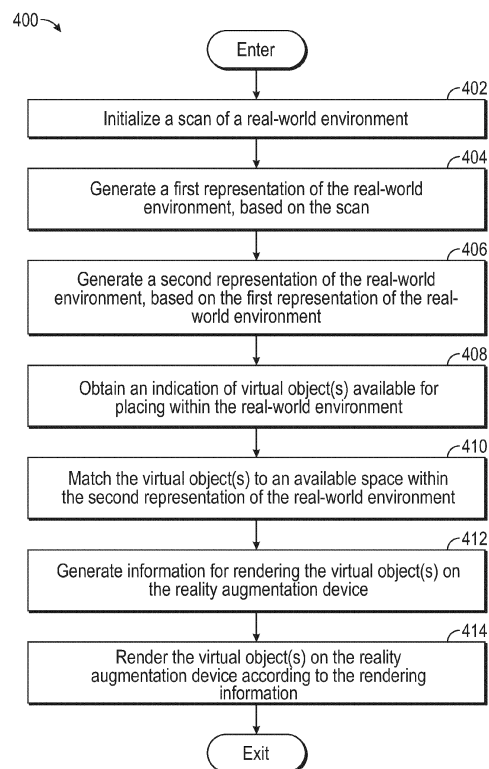 400
Enter
402
Initialize a scan of a real-world environment
404
Generate a first representation of the real-world
environment, based on the scan
406
Generate a second representation of the real-world
environment, based on the first representation of the real-
world environment
408
Obtain an indication of virtual object(s) available for
placing within the real-world environment
410
Match the virtual object(s) to an available space within
the second representation of the real-world environment
412
Generate information for rendering the virtual object(s) on
the reality augmentation device
414
Render the virtual object(s) on the reality
augmentation device according to the rendering
information
Exit